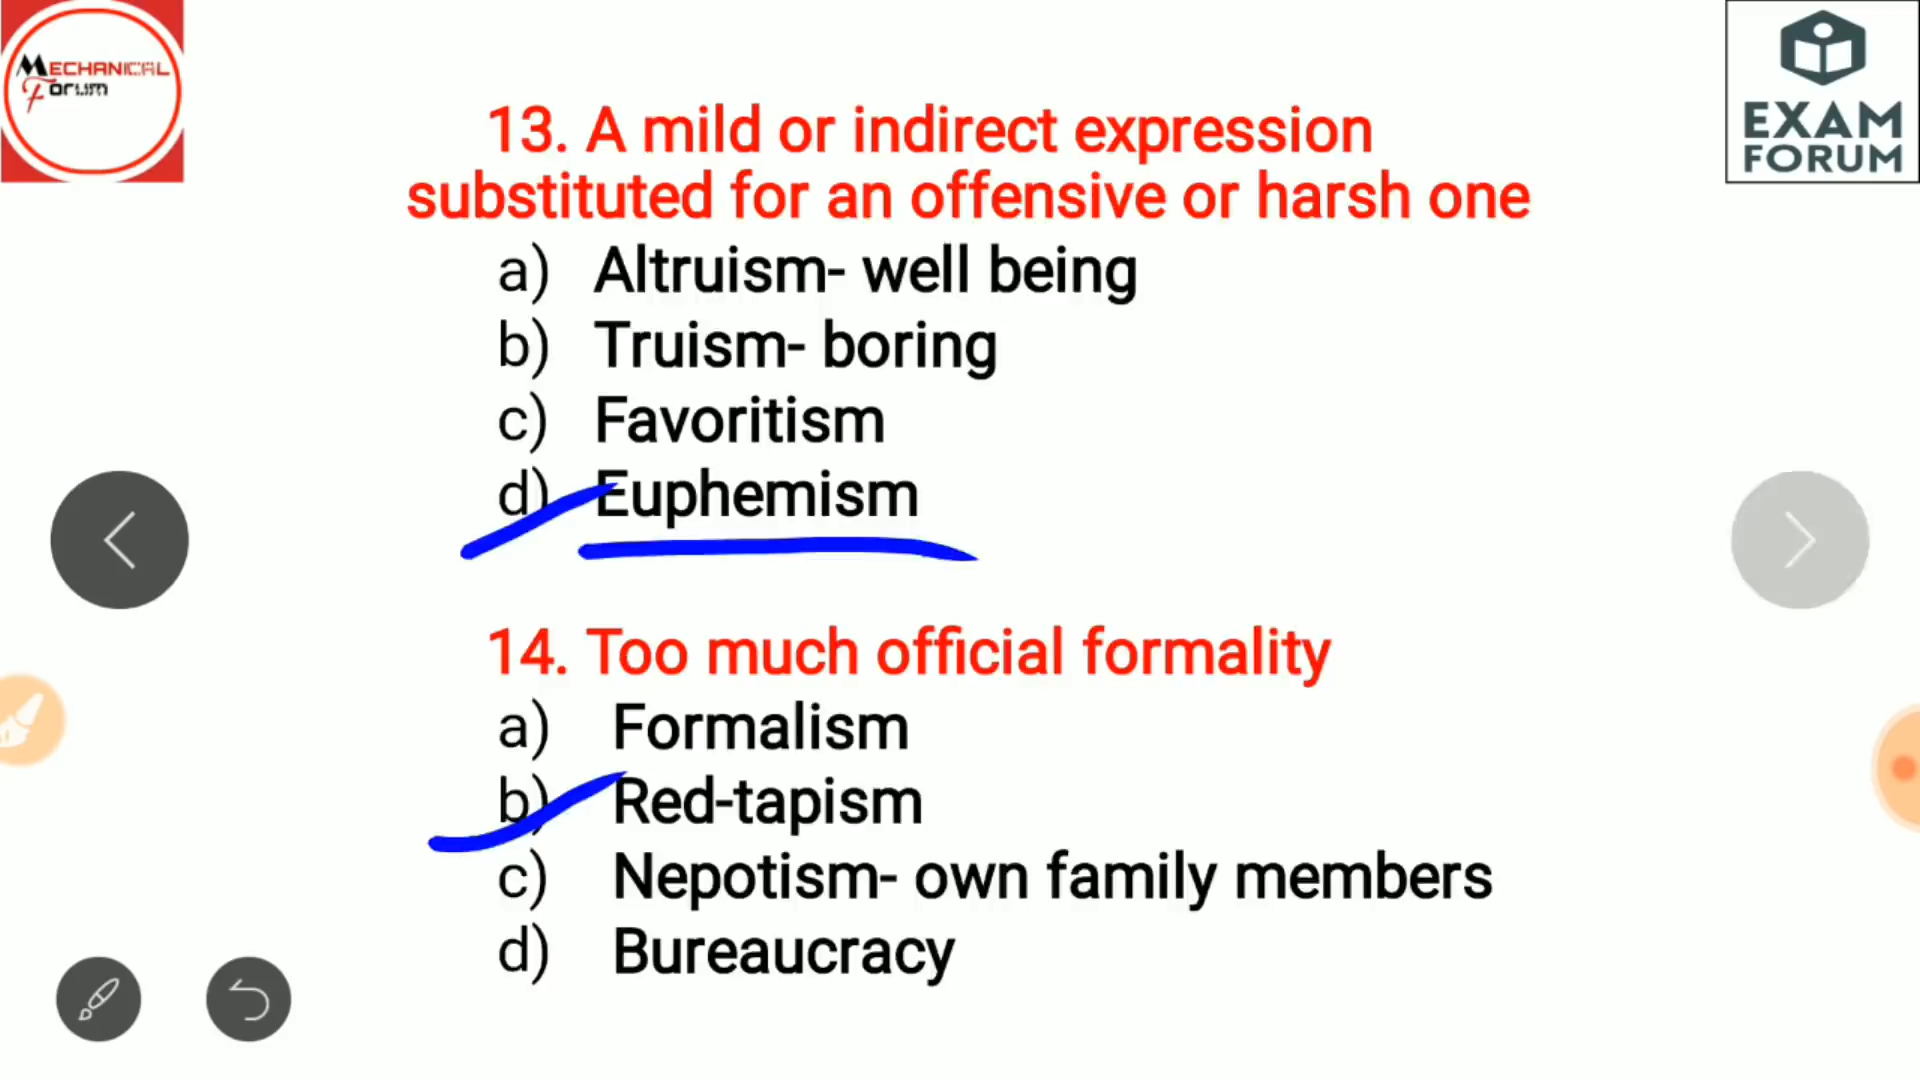 MECHANICAL
Forum
EXAM
FORUM
13. A mild or indirect expression
substituted for an offensive or harsh one
a) Altruism- well being
b) Truism- boring
c) Favoritism
d) Euphemism
14. Too much official formality
a) Formalism
b) Red-tapism
c) Nepotism- own family members
d) Bureaucracy